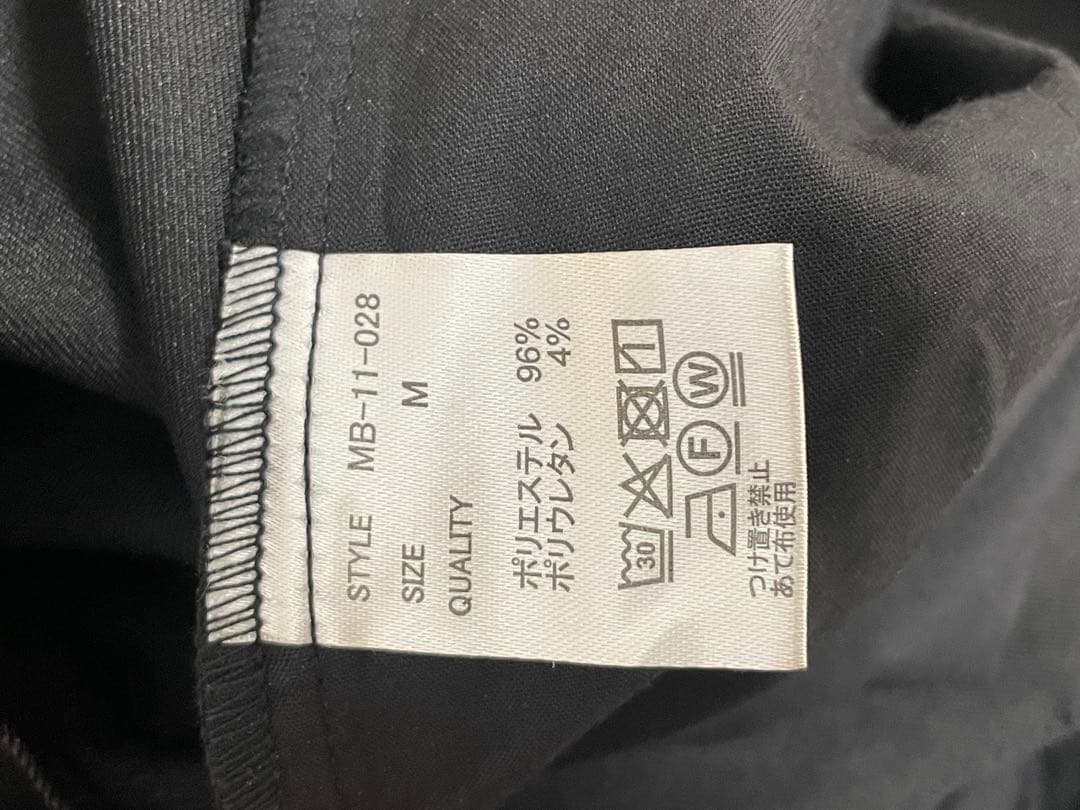 STYLE MB-11-028
SIZE M
QUALITY
ポリエステル 96%
ポリウレタン 4%
30
F W
つけ置き禁止
あて布使用